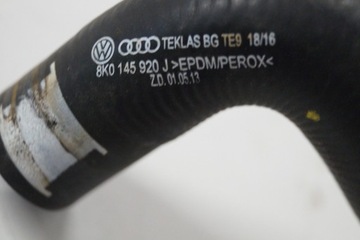 TEKLAS BG TE9 18/16
8K0 145 920 J >EPDM/PEROX<
Z.D. 01.05.13